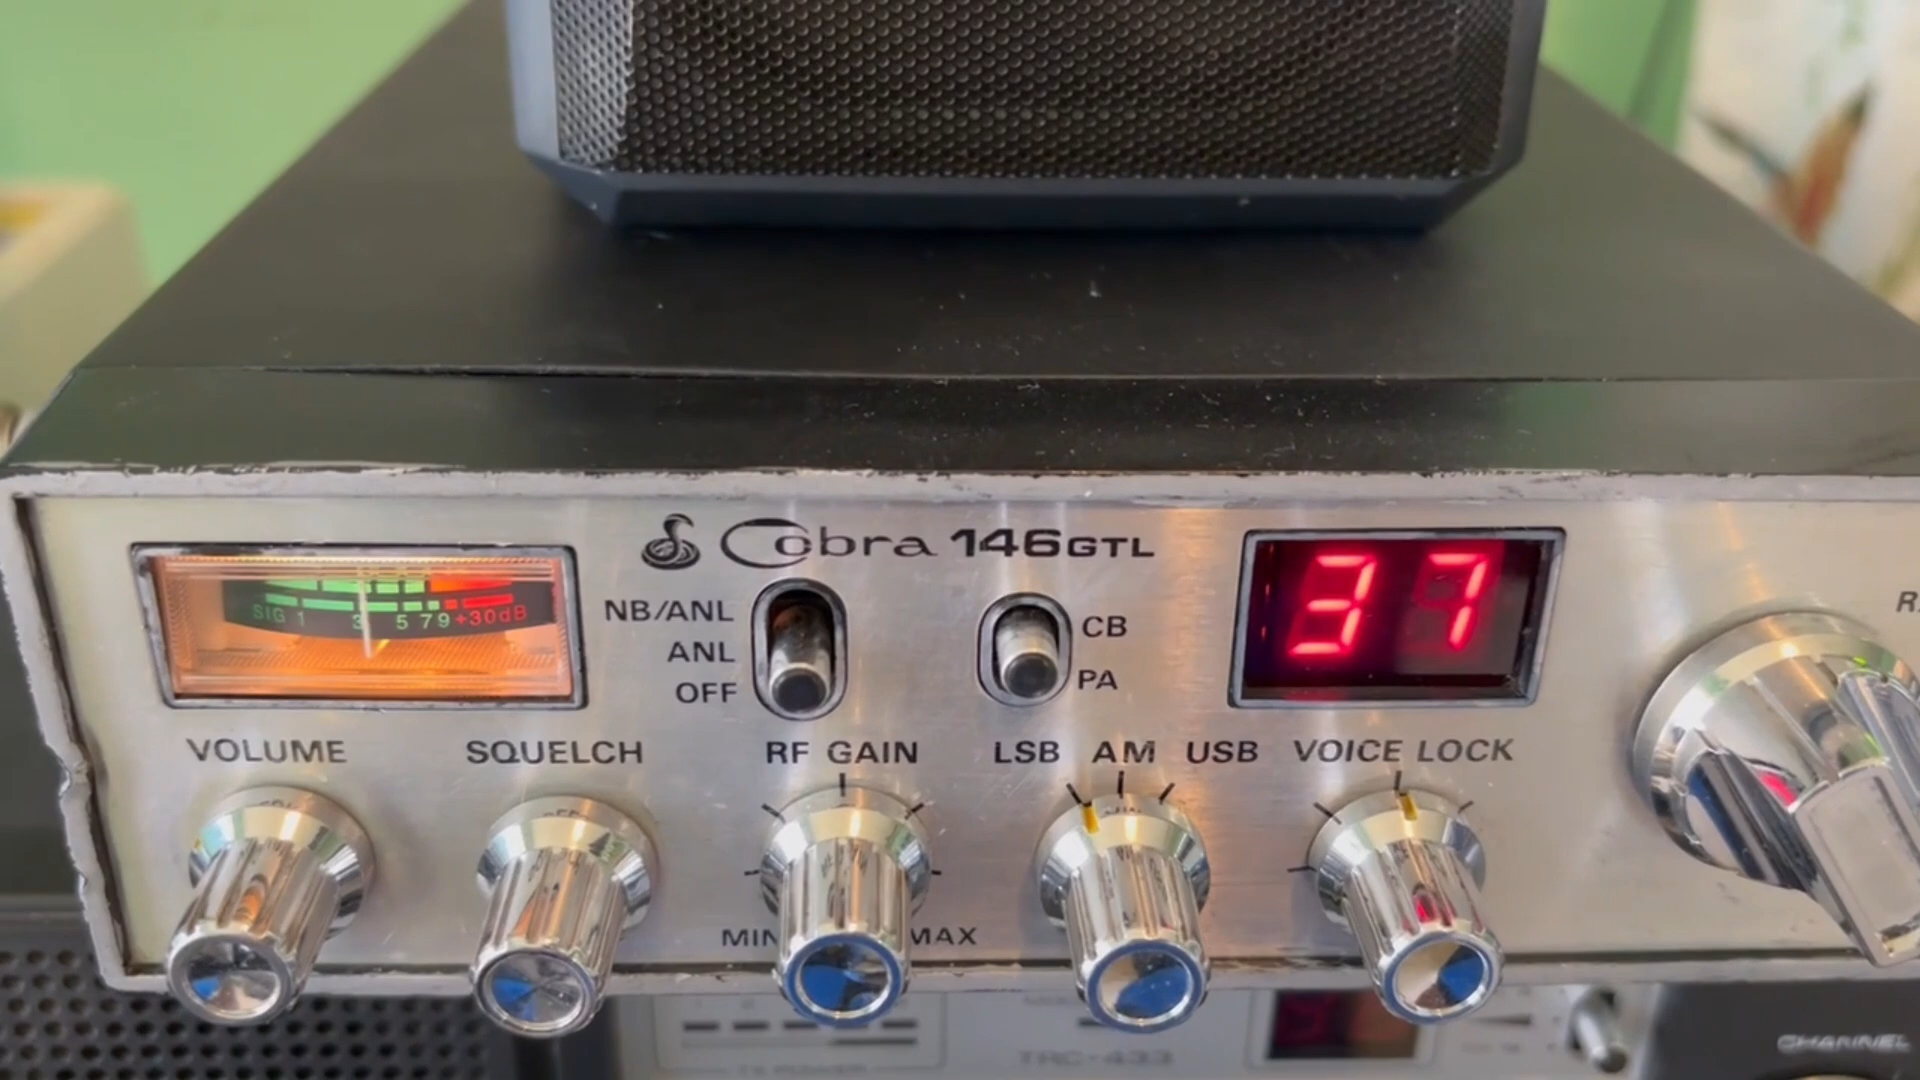 Cobra 146GTL
SIG 1 3 5 7 9 +30dB
NB/ANL
ANL
OFF
CB
PA
37
VOLUME
SQUELCH
RF GAIN
LSB AM USB
VOICE LOCK
MIN
MAX
TRC-433
CHANNEL